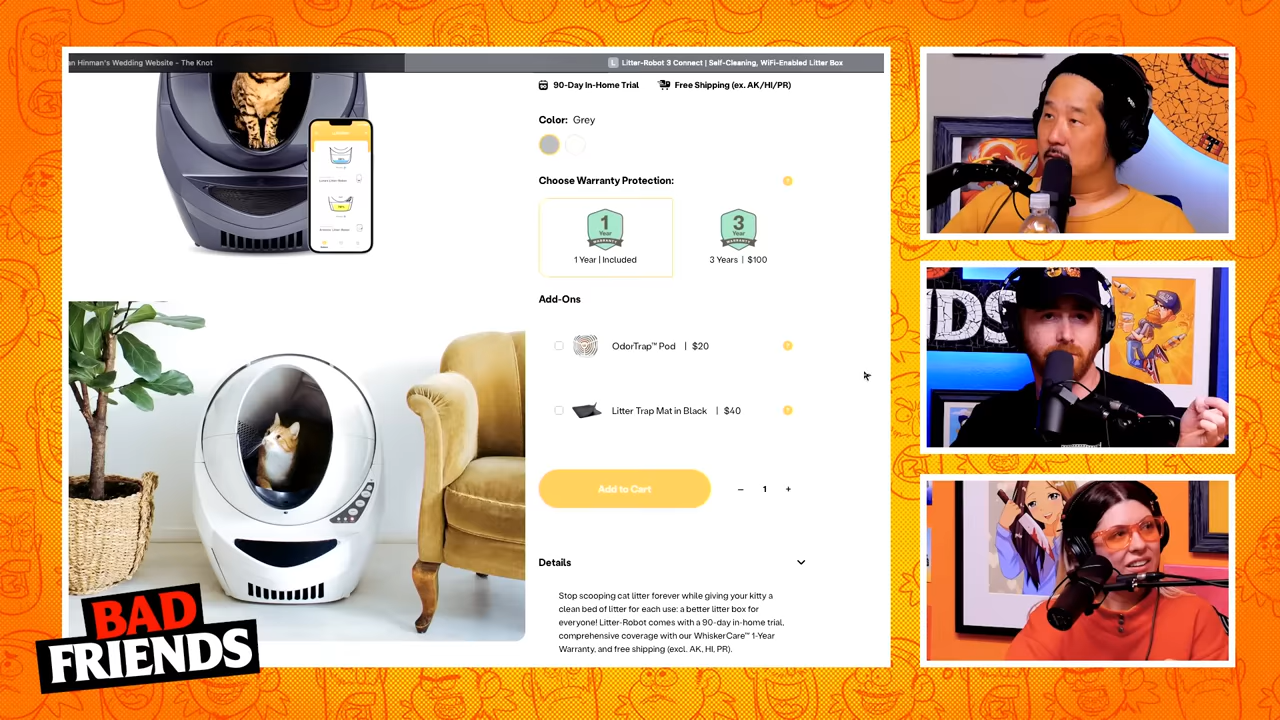 an Hinman's Wedding Website - The Knot
L Litter-Robot 3 Connect | Self-Cleaning, WiFi-Enabled Litter Box
90-Day In-Home Trial
Free Shipping (ex. AK/HI/PR)
Color: Grey
Choose Warranty Protection:
?
1
Year
WARRANTY
1 Year | Included
3
Year
WARRANTY
3 Years | $100
Add-Ons
OdorTrap™ Pod | $20
?
Litter Trap Mat in Black | $40
?
Add to Cart
– 1 +
Details
Stop scooping cat litter forever while giving your kitty a
clean bed of litter for each use: a better litter box for
everyone! Litter-Robot comes with a 90-day in-home trial,
comprehensive coverage with our WhiskerCare™ 1-Year
Warranty, and free shipping (excl. AK, HI, PR).
BAD
FRIENDS
DS